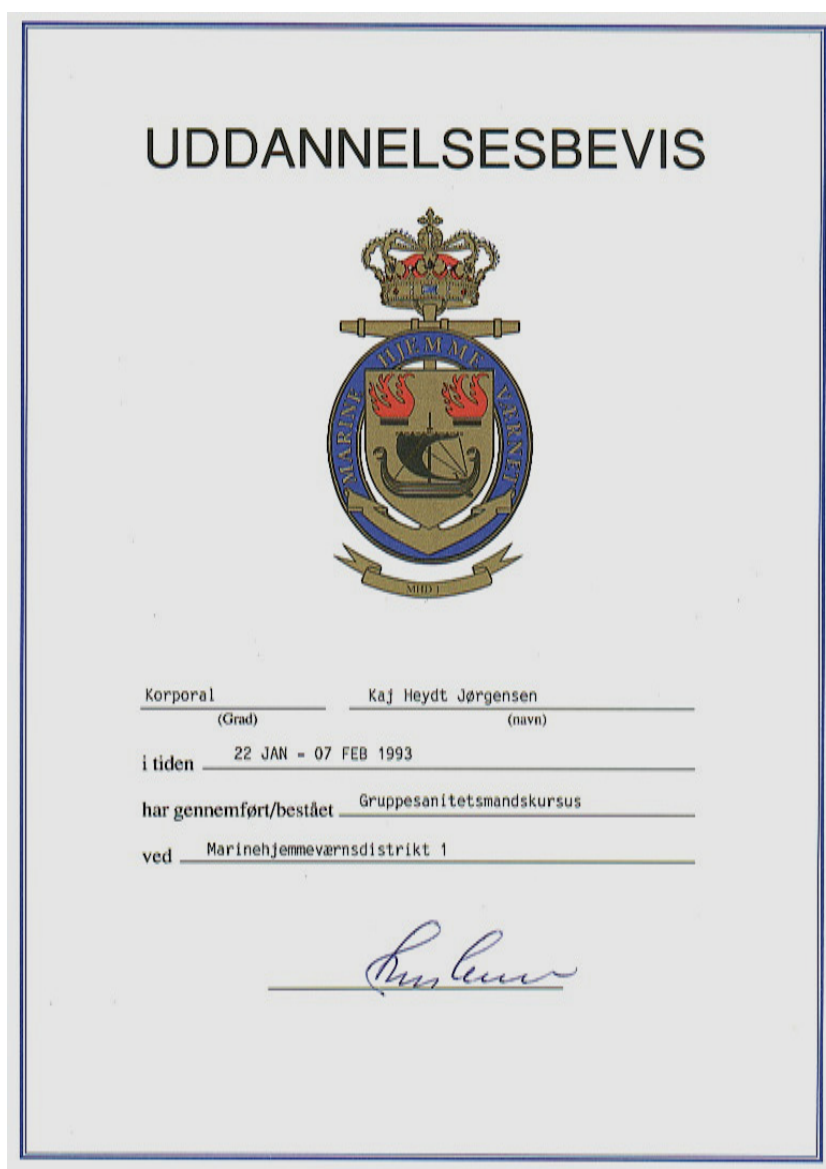 UDDANNELSESBEVIS
MARINE HJEMME VÆRNET
MHD 1
Korporal Kaj Heydt Jørgensen
(Grad) (navn)
i tiden 22 JAN - 07 FEB 1993
har gennemført/bestået Gruppesanitetsmandskursus
ved Marinehjemmeværnsdistrikt 1